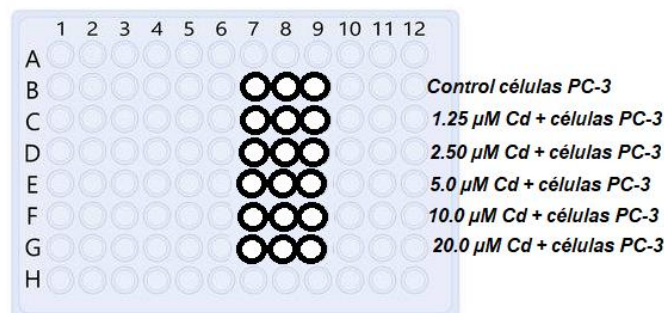 1 2 3 4 5 6 7 8 9 10 11 12
A
B Control células PC-3
C 1.25 µM Cd + células PC-3
D 2.50 µM Cd + células PC-3
E 5.0 µM Cd + células PC-3
F 10.0 µM Cd + células PC-3
G 20.0 µM Cd + células PC-3
H